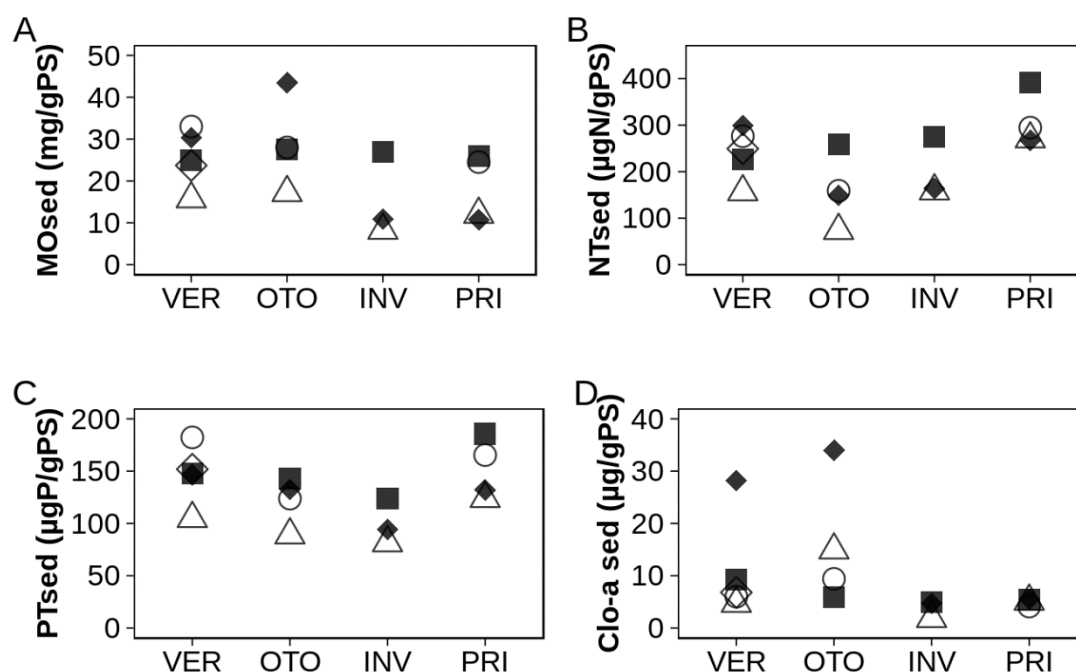 A
MOsed (mg/gPS)
50
40
30
20
10
0
VER OTO INV PRI
B
NTsed (µgN/gPS)
400
300
200
100
0
VER OTO INV PRI
C
PTsed (µgP/gPS)
200
150
100
50
0
VER OTO INV PRI
D
Clo-a sed (µg/gPS)
40
30
20
10
0
VER OTO INV PRI